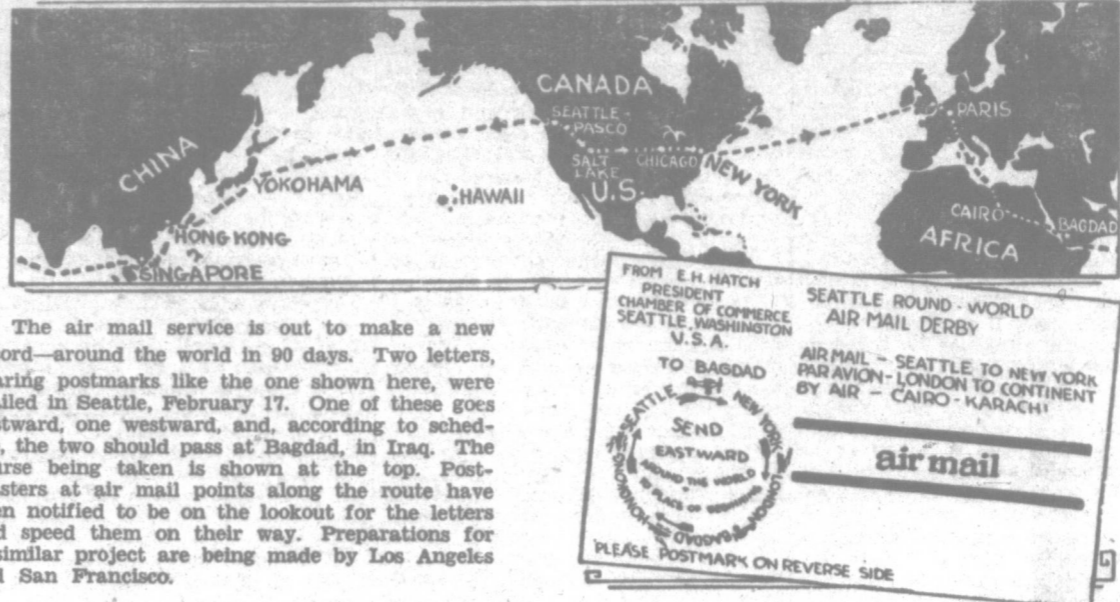 CANADA
SEATTLE -
PASCO
SALT
LAKE
CHICAGO
U.S.
NEW YORK
PARIS
CAIRO
BAGDAD
AFRICA
CHINA
YOKOHAMA
HAWAII
HONG KONG
SINGAPORE
The air mail service is out to make a new
ord—around the world in 90 days. Two letters,
aring postmarks like the one shown here, were
iled in Seattle, February 17. One of these goes
stward, one westward, and, according to sched-
, the two should pass at Bagdad, in Iraq. The
urse being taken is shown at the top. Post-
sters at air mail points along the route have
en notified to be on the lookout for the letters
d speed them on their way. Preparations for
similar project are being made by Los Angeles
d San Francisco.
FROM E.H. HATCH
PRESIDENT
CHAMBER OF COMMERCE
SEATTLE, WASHINGTON
U.S.A.
TO BAGDAD
SEATTLE NEW YORK LONDON BAGDAD HONGKONG
SEND
EASTWARD
AROUND THE WORLD
TO PLACE OF
SEATTLE ROUND - WORLD
AIR MAIL DERBY
AIR MAIL - SEATTLE TO NEW YORK
PAR AVION - LONDON TO CONTINENT
BY AIR - CAIRO - KARACHI
air mail
PLEASE POSTMARK ON REVERSE SIDE